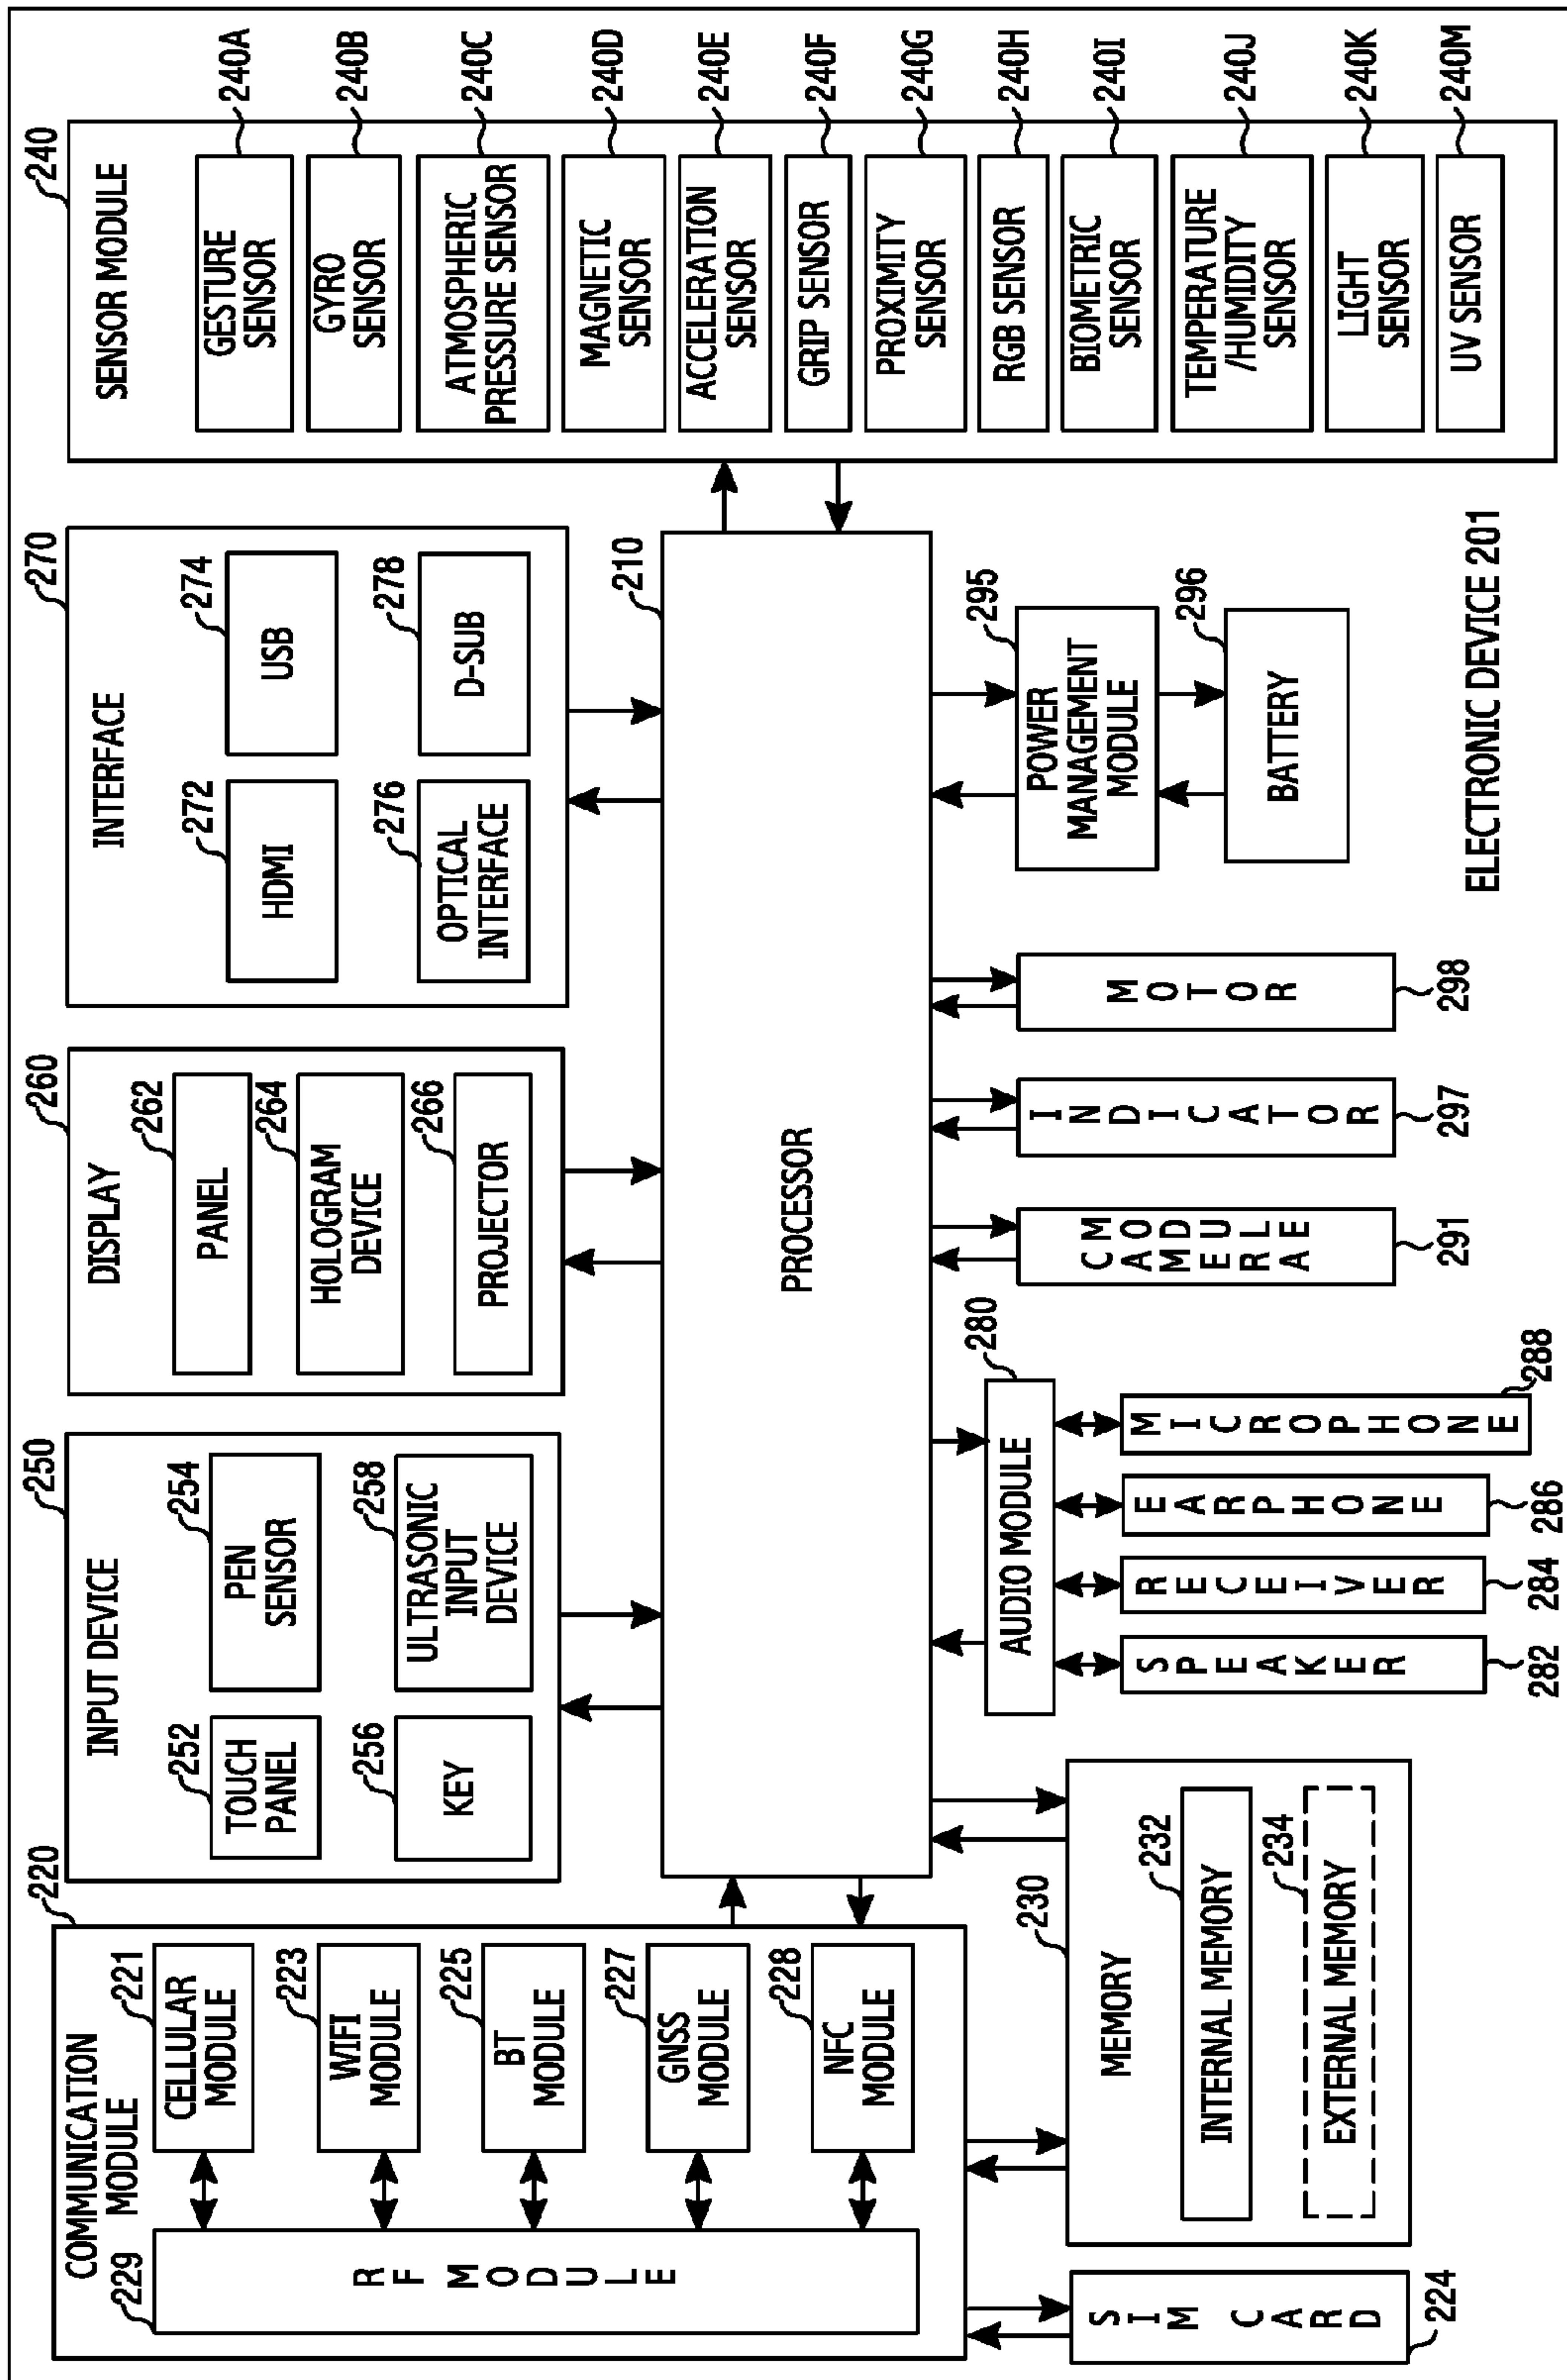 ELECTRONIC DEVICE 201
COMMUNICATION
MODULE
220
229
RF MODULE
221
CELLULAR
MODULE
223
WIFI
MODULE
225
BT
MODULE
227
GNSS
MODULE
228
NFC
MODULE
SIM CARD
224
INPUT DEVICE
250
252
TOUCH
PANEL
254
PEN
SENSOR
256
KEY
258
ULTRASONIC
INPUT
DEVICE
DISPLAY
260
262
PANEL
264
HOLOGRAM
DEVICE
266
PROJECTOR
INTERFACE
270
272
HDMI
274
USB
276
OPTICAL
INTERFACE
278
D-SUB
SENSOR MODULE
240
GESTURE
SENSOR
240A
GYRO
SENSOR
240B
ATMOSPHERIC
PRESSURE SENSOR
240C
MAGNETIC
SENSOR
240D
ACCELERATION
SENSOR
240E
GRIP SENSOR
240F
PROXIMITY
SENSOR
240G
RGB SENSOR
240H
BIOMETRIC
SENSOR
240I
TEMPERATURE
/HUMIDITY
SENSOR
240J
LIGHT
SENSOR
240K
UV SENSOR
240M
PROCESSOR
210
MEMORY
230
232
INTERNAL MEMORY
234
EXTERNAL MEMORY
AUDIO MODULE
280
SPEAKER
282
RECEIVER
284
EARPHONE
286
MICROPHONE
288
CAMERA
MODULE
291
INDICATOR
297
MOTOR
298
POWER
MANAGEMENT
MODULE
295
BATTERY
296